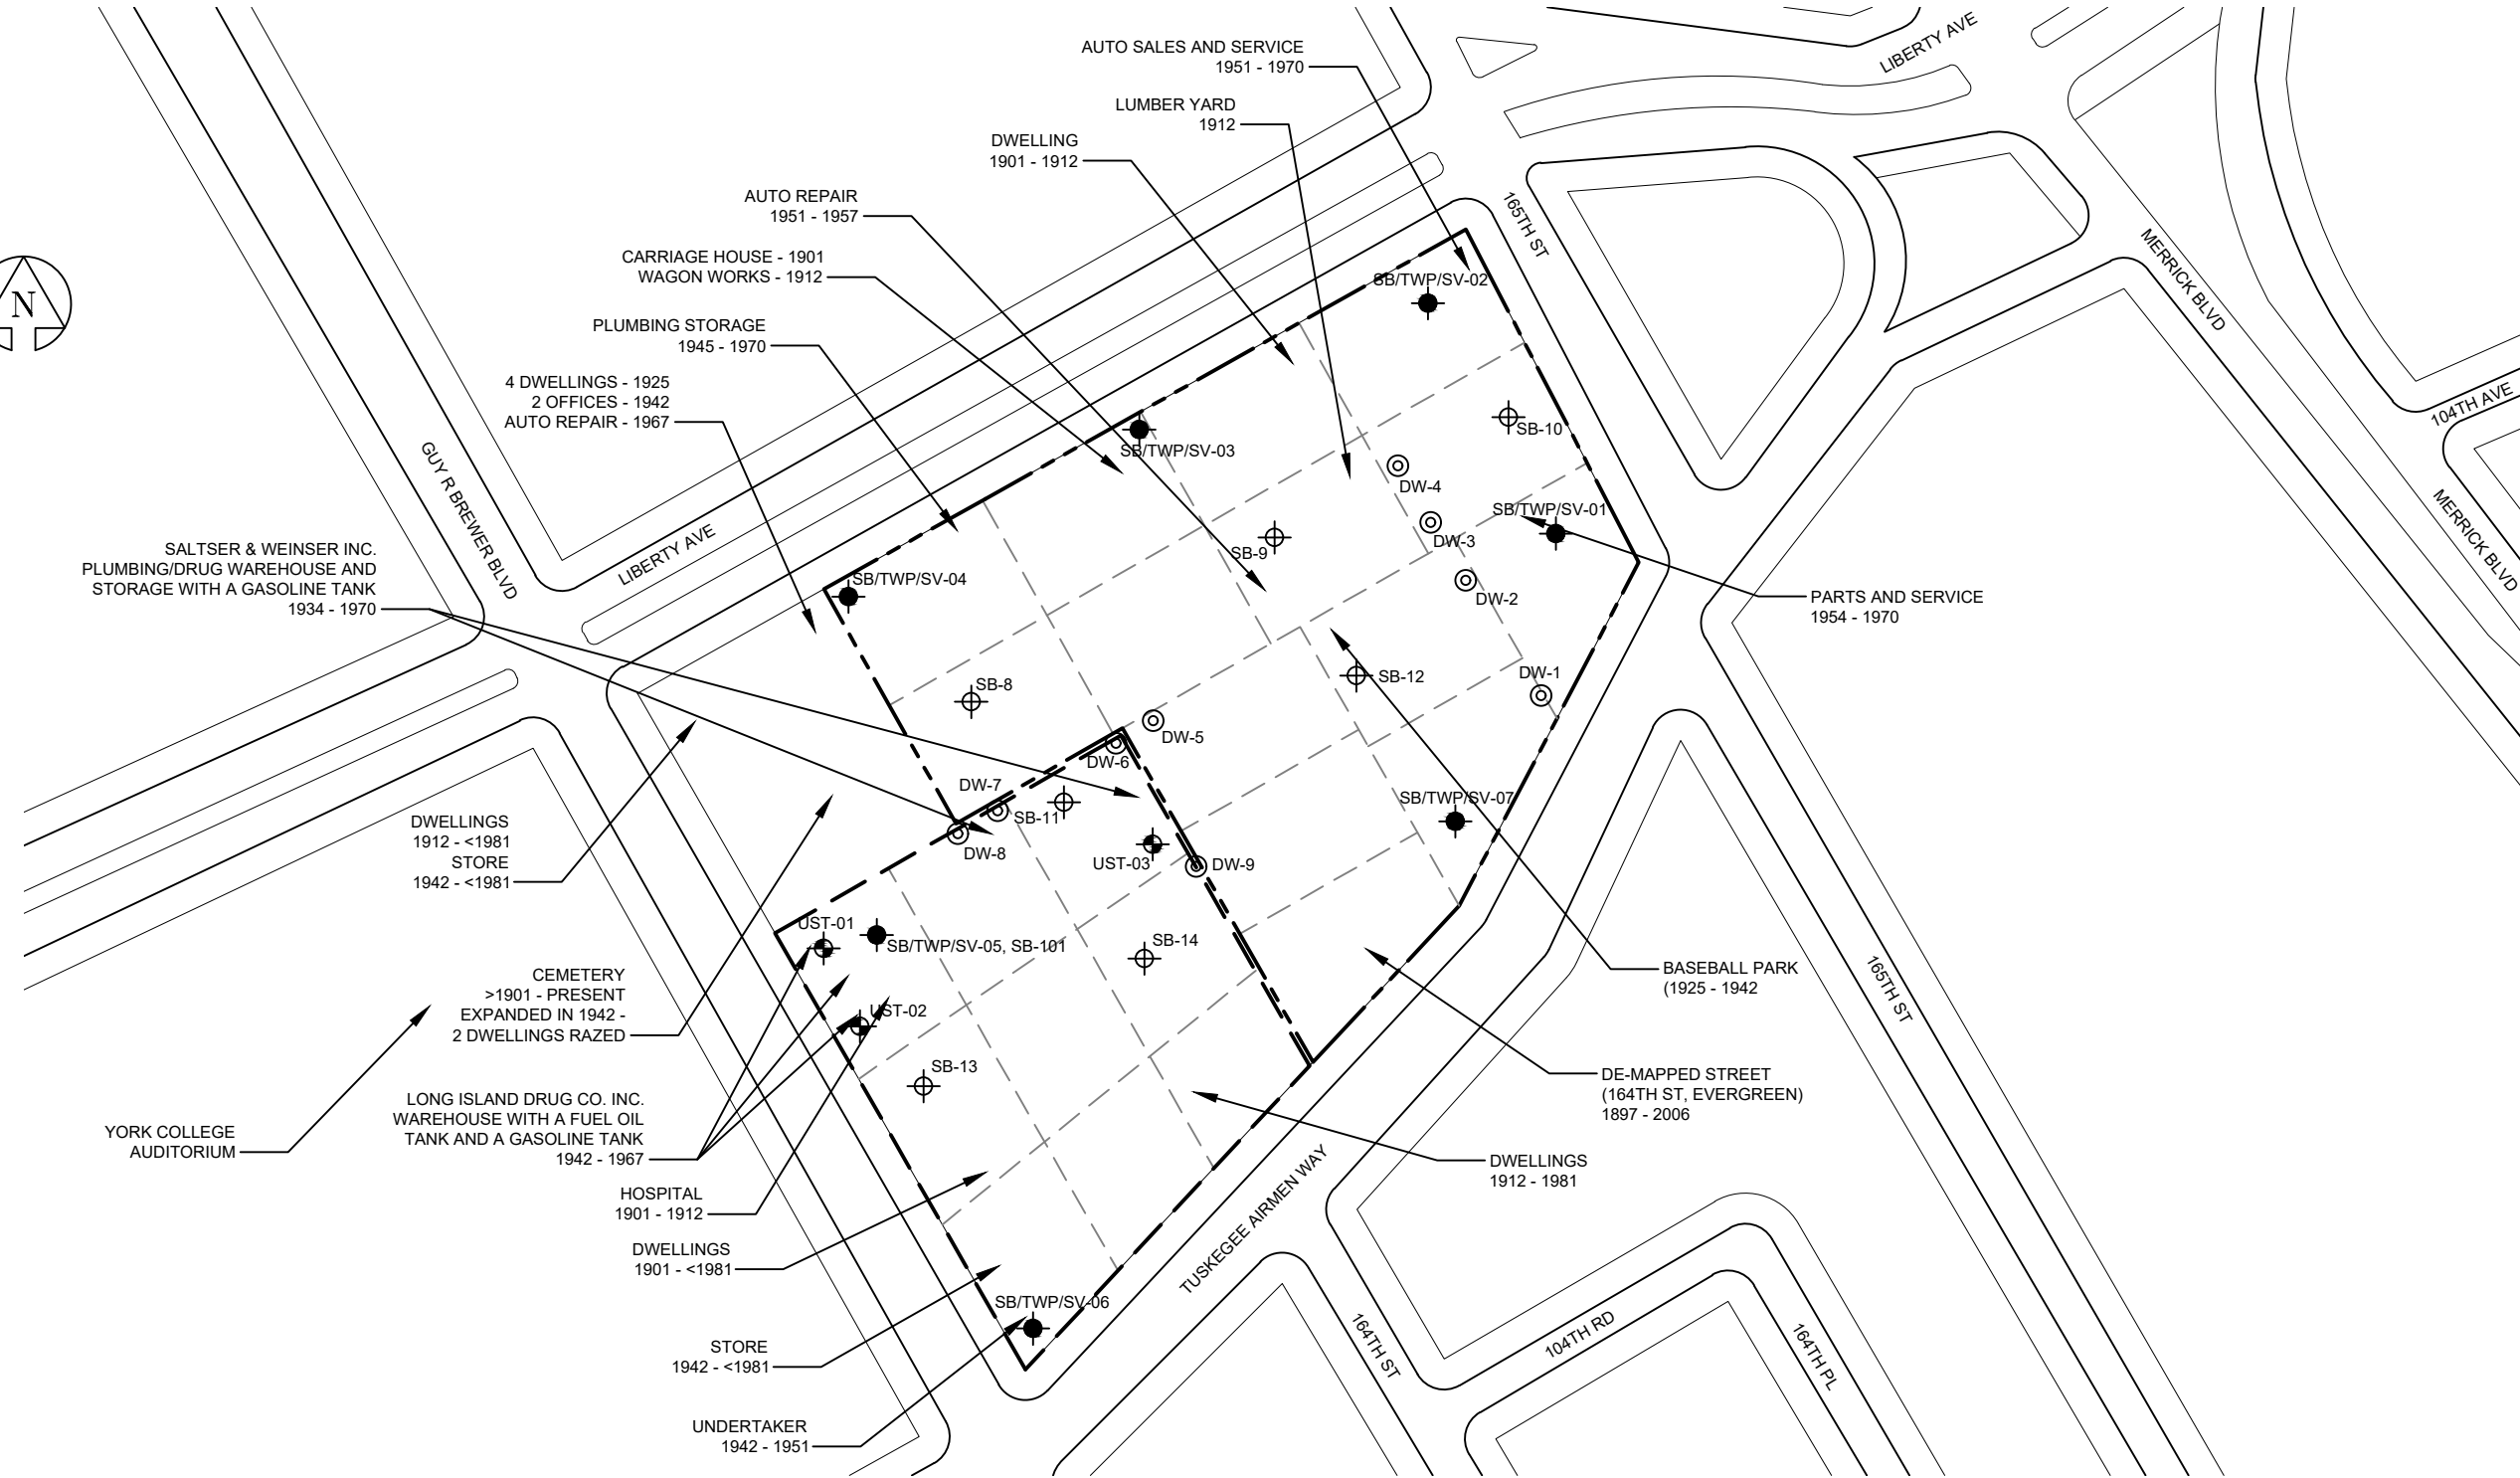 AUTO SALES AND SERVICE
1951 - 1970
LIBERTY AVE
LUMBER YARD
1912
DWELLING
1901 - 1912
AUTO REPAIR
1951 - 1957
165TH ST
CARRIAGE HOUSE - 1901
WAGON WORKS - 1912
MERRICK BLVD
N
SB/TWP/SV-02
PLUMBING STORAGE
1945 - 1970
4 DWELLINGS - 1925
2 OFFICES - 1942
AUTO REPAIR - 1967
104TH AVE
SB-10
SB/TWP/SV-03
GUY R BREWER BLVD
DW-4
SB/TWP/SV-01
MERRICK BLVD
DW-3
SB-9
LIBERTY AVE
SALTSER & WEINSER INC.
PLUMBING/DRUG WAREHOUSE AND
STORAGE WITH A GASOLINE TANK
1934 - 1970
SB/TWP/SV-04
DW-2
PARTS AND SERVICE
1954 - 1970
DW-1
SB-12
SB-8
DW-5
DW-6
DW-7
SB/TWP/SV-07
SB-11
DWELLINGS
1912 - <1981
STORE
1942 - <1981
DW-8
UST-03
DW-9
UST-01
SB/TWP/SV-05, SB-101
SB-14
CEMETERY
>1901 - PRESENT
EXPANDED IN 1942 -
2 DWELLINGS RAZED
BASEBALL PARK
(1925 - 1942
165TH ST
UST-02
SB-13
DE-MAPPED STREET
(164TH ST, EVERGREEN)
1897 - 2006
LONG ISLAND DRUG CO. INC.
WAREHOUSE WITH A FUEL OIL
TANK AND A GASOLINE TANK
1942 - 1967
YORK COLLEGE
AUDITORIUM
DWELLINGS
1912 - 1981
HOSPITAL
1901 - 1912
TUSKEGEE AIRMEN WAY
DWELLINGS
1901 - <1981
SB/TWP/SV-06
STORE
1942 - <1981
164TH ST
104TH RD
164TH PL
UNDERTAKER
1942 - 1951